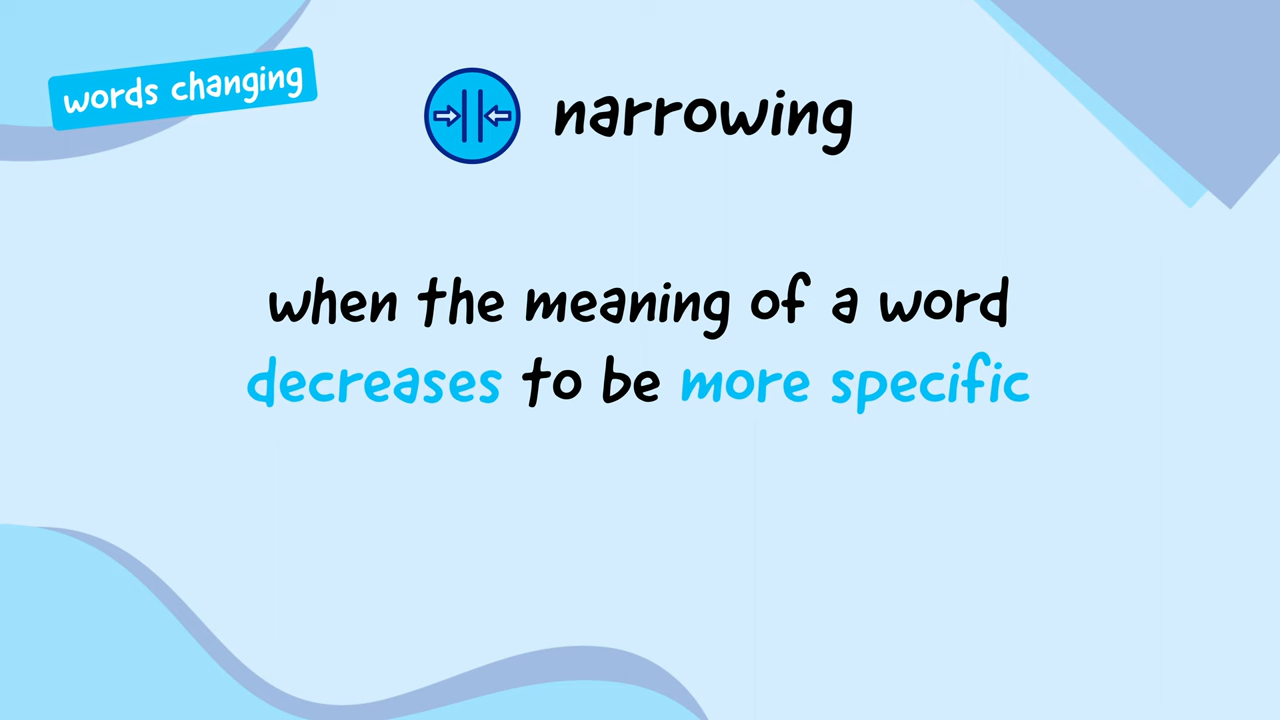 words changing
narrowing
when the meaning of a word
decreases to be more specific